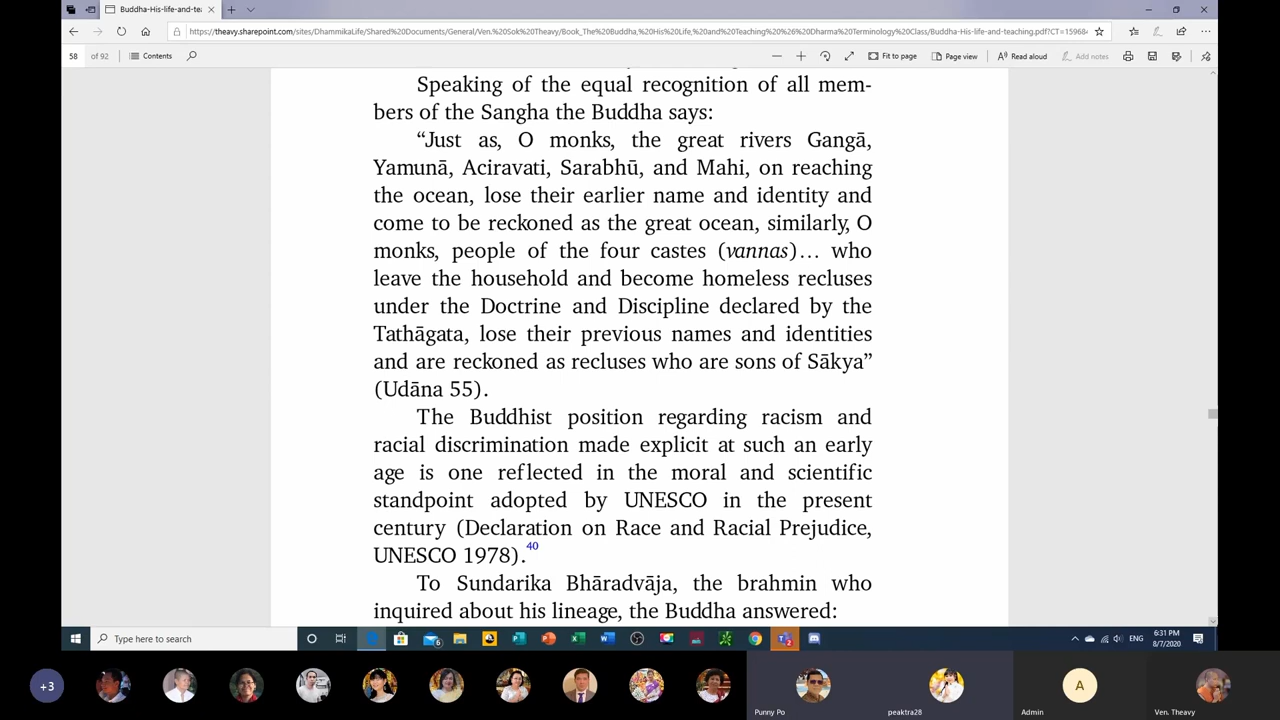 Buddha-His-life-and-tea
https://theavy.sharepoint.com/sites/DhammikaLife/Shared%20Documents/General/Ven.%20Sok%20Theavy/Book_The%20Buddha,%20His%20Life,%20and%20Teaching%20%26%20Dharma%20Terminology%20Class/Buddha-His-life-and-teaching.pdf?CT=15968
58 of 92 Contents Fit to page Page view Read aloud Add notes
Speaking of the equal recognition of all mem-
bers of the Sangha the Buddha says:
“Just as, O monks, the great rivers Gangā,
Yamunā, Aciravati, Sarabhū, and Mahi, on reaching
the ocean, lose their earlier name and identity and
come to be reckoned as the great ocean, similarly, O
monks, people of the four castes (vannas)… who
leave the household and become homeless recluses
under the Doctrine and Discipline declared by the
Tathāgata, lose their previous names and identities
and are reckoned as recluses who are sons of Sākya”
(Udāna 55).
The Buddhist position regarding racism and
racial discrimination made explicit at such an early
age is one reflected in the moral and scientific
standpoint adopted by UNESCO in the present
century (Declaration on Race and Racial Prejudice,
UNESCO 1978).40
To Sundarika Bhāradvāja, the brahmin who
inquired about his lineage, the Buddha answered:
Type here to search
ENG
6:31 PM
8/7/2020
+3
A
Punny Po
peaktra28
Admin
Ven. Theavy